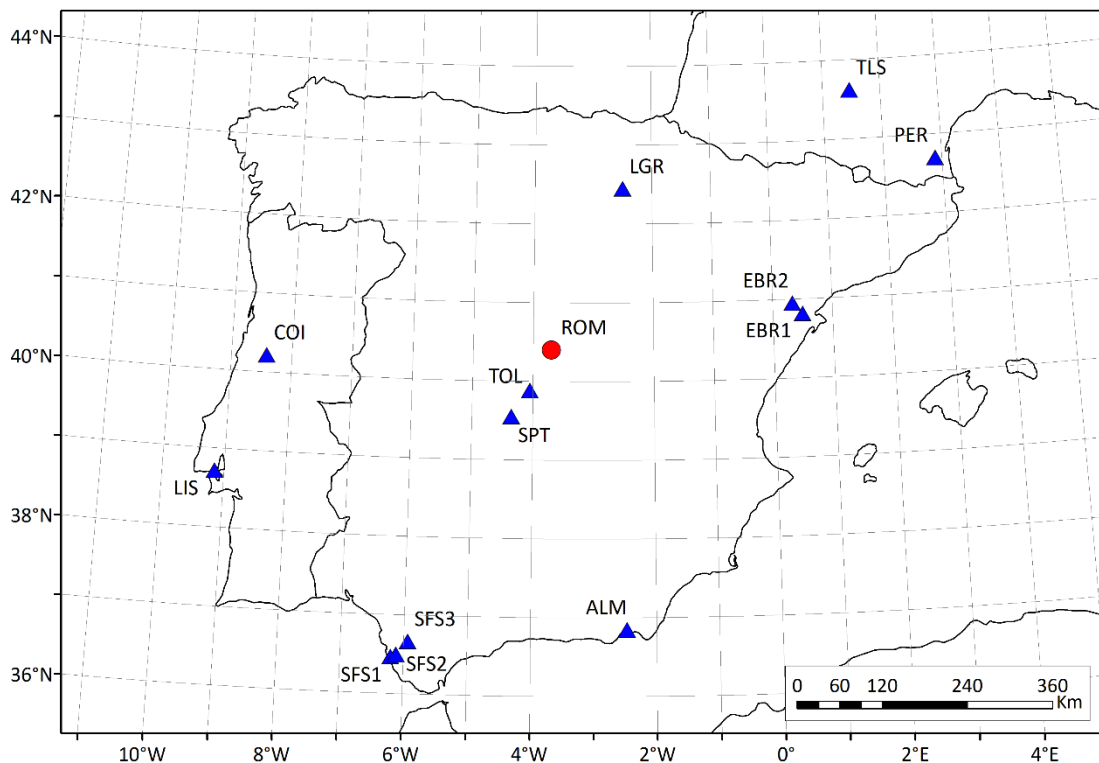 44°N
TLS
PER
LGR
42°N
EBR2
EBR1
ROM
COI
40°N
TOL
SPT
LIS
38°N
ALM
SFS3
SFS2
SFS1
36°N
0 60 120 240 360
Km
10°W 8°W 6°W 4°W 2°W 0° 2°E 4°E